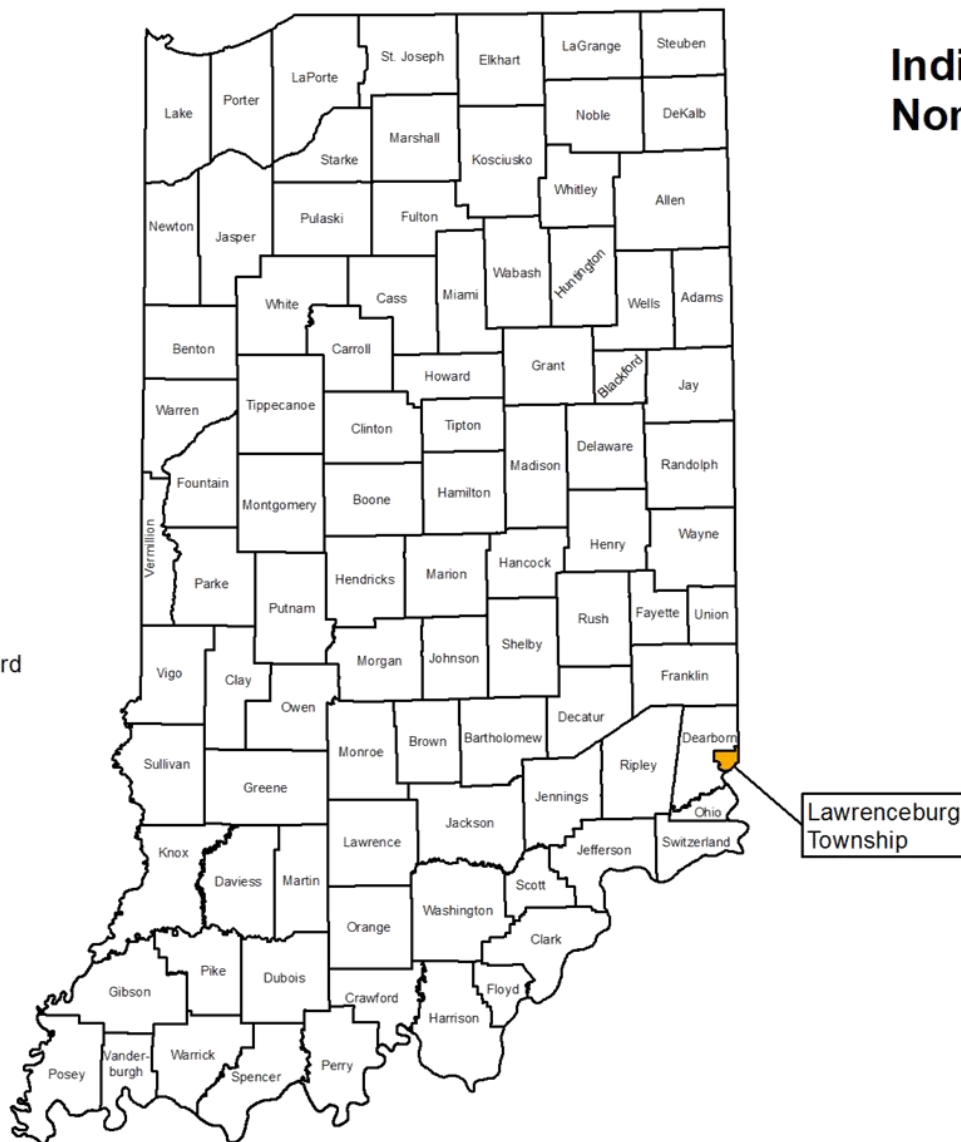 Indi
Non
St. Joseph
Elkhart
LaGrange
Steuben
LaPorte
Lake
Porter
Noble
DeKalb
Marshall
Starke
Kosciusko
Whitley
Allen
Newton
Jasper
Pulaski
Fulton
White
Cass
Miami
Wabash
Huntington
Wells
Adams
Benton
Carroll
Howard
Grant
Blackford
Jay
Warren
Tippecanoe
Clinton
Tipton
Madison
Delaware
Randolph
Fountain
Montgomery
Boone
Hamilton
Vermillion
Parke
Putnam
Hendricks
Marion
Hancock
Henry
Wayne
Rush
Fayette
Union
rd
Vigo
Clay
Owen
Morgan
Johnson
Shelby
Franklin
Decatur
Sullivan
Greene
Monroe
Brown
Bartholomew
Jennings
Ripley
Dearborn
Ohio
Lawrenceburg
Township
Knox
Daviess
Martin
Lawrence
Jackson
Jefferson
Switzerland
Scott
Orange
Washington
Clark
Gibson
Pike
Dubois
Crawford
Harrison
Floyd
Posey
Vander-
burgh
Warrick
Spencer
Perry